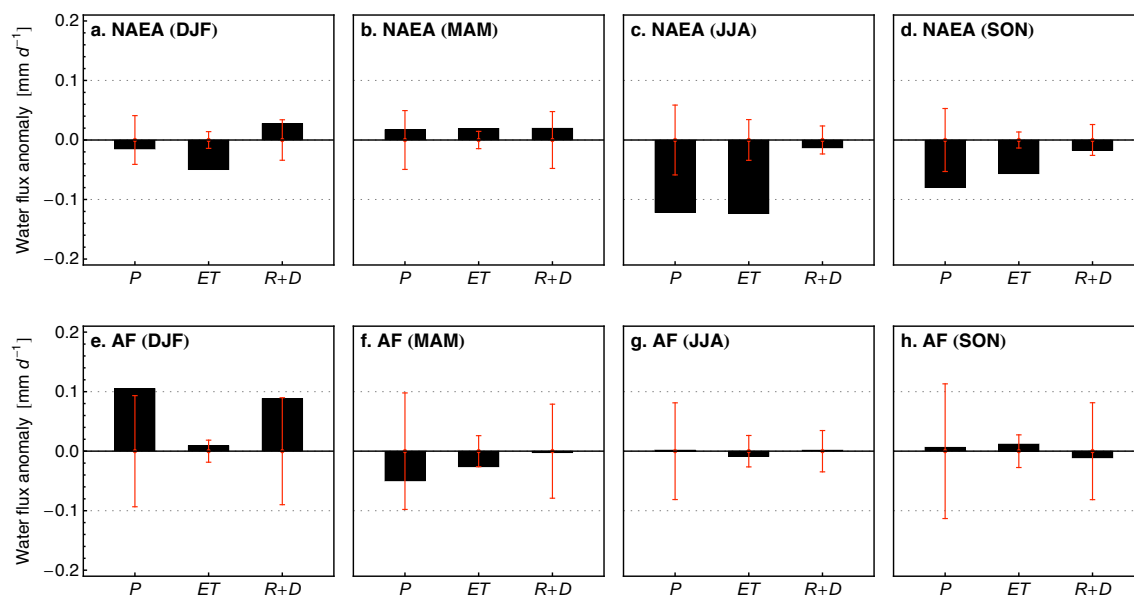 a. NAEA (DJF)
b. NAEA (MAM)
c. NAEA (JJA)
d. NAEA (SON)
Water flux anomaly [mm d⁻¹]
0.2
0.1
0.0
−0.1
−0.2
P ET R+D
P ET R+D
P ET R+D
P ET R+D
e. AF (DJF)
f. AF (MAM)
g. AF (JJA)
h. AF (SON)
Water flux anomaly [mm d⁻¹]
0.2
0.1
0.0
−0.1
−0.2
P ET R+D
P ET R+D
P ET R+D
P ET R+D